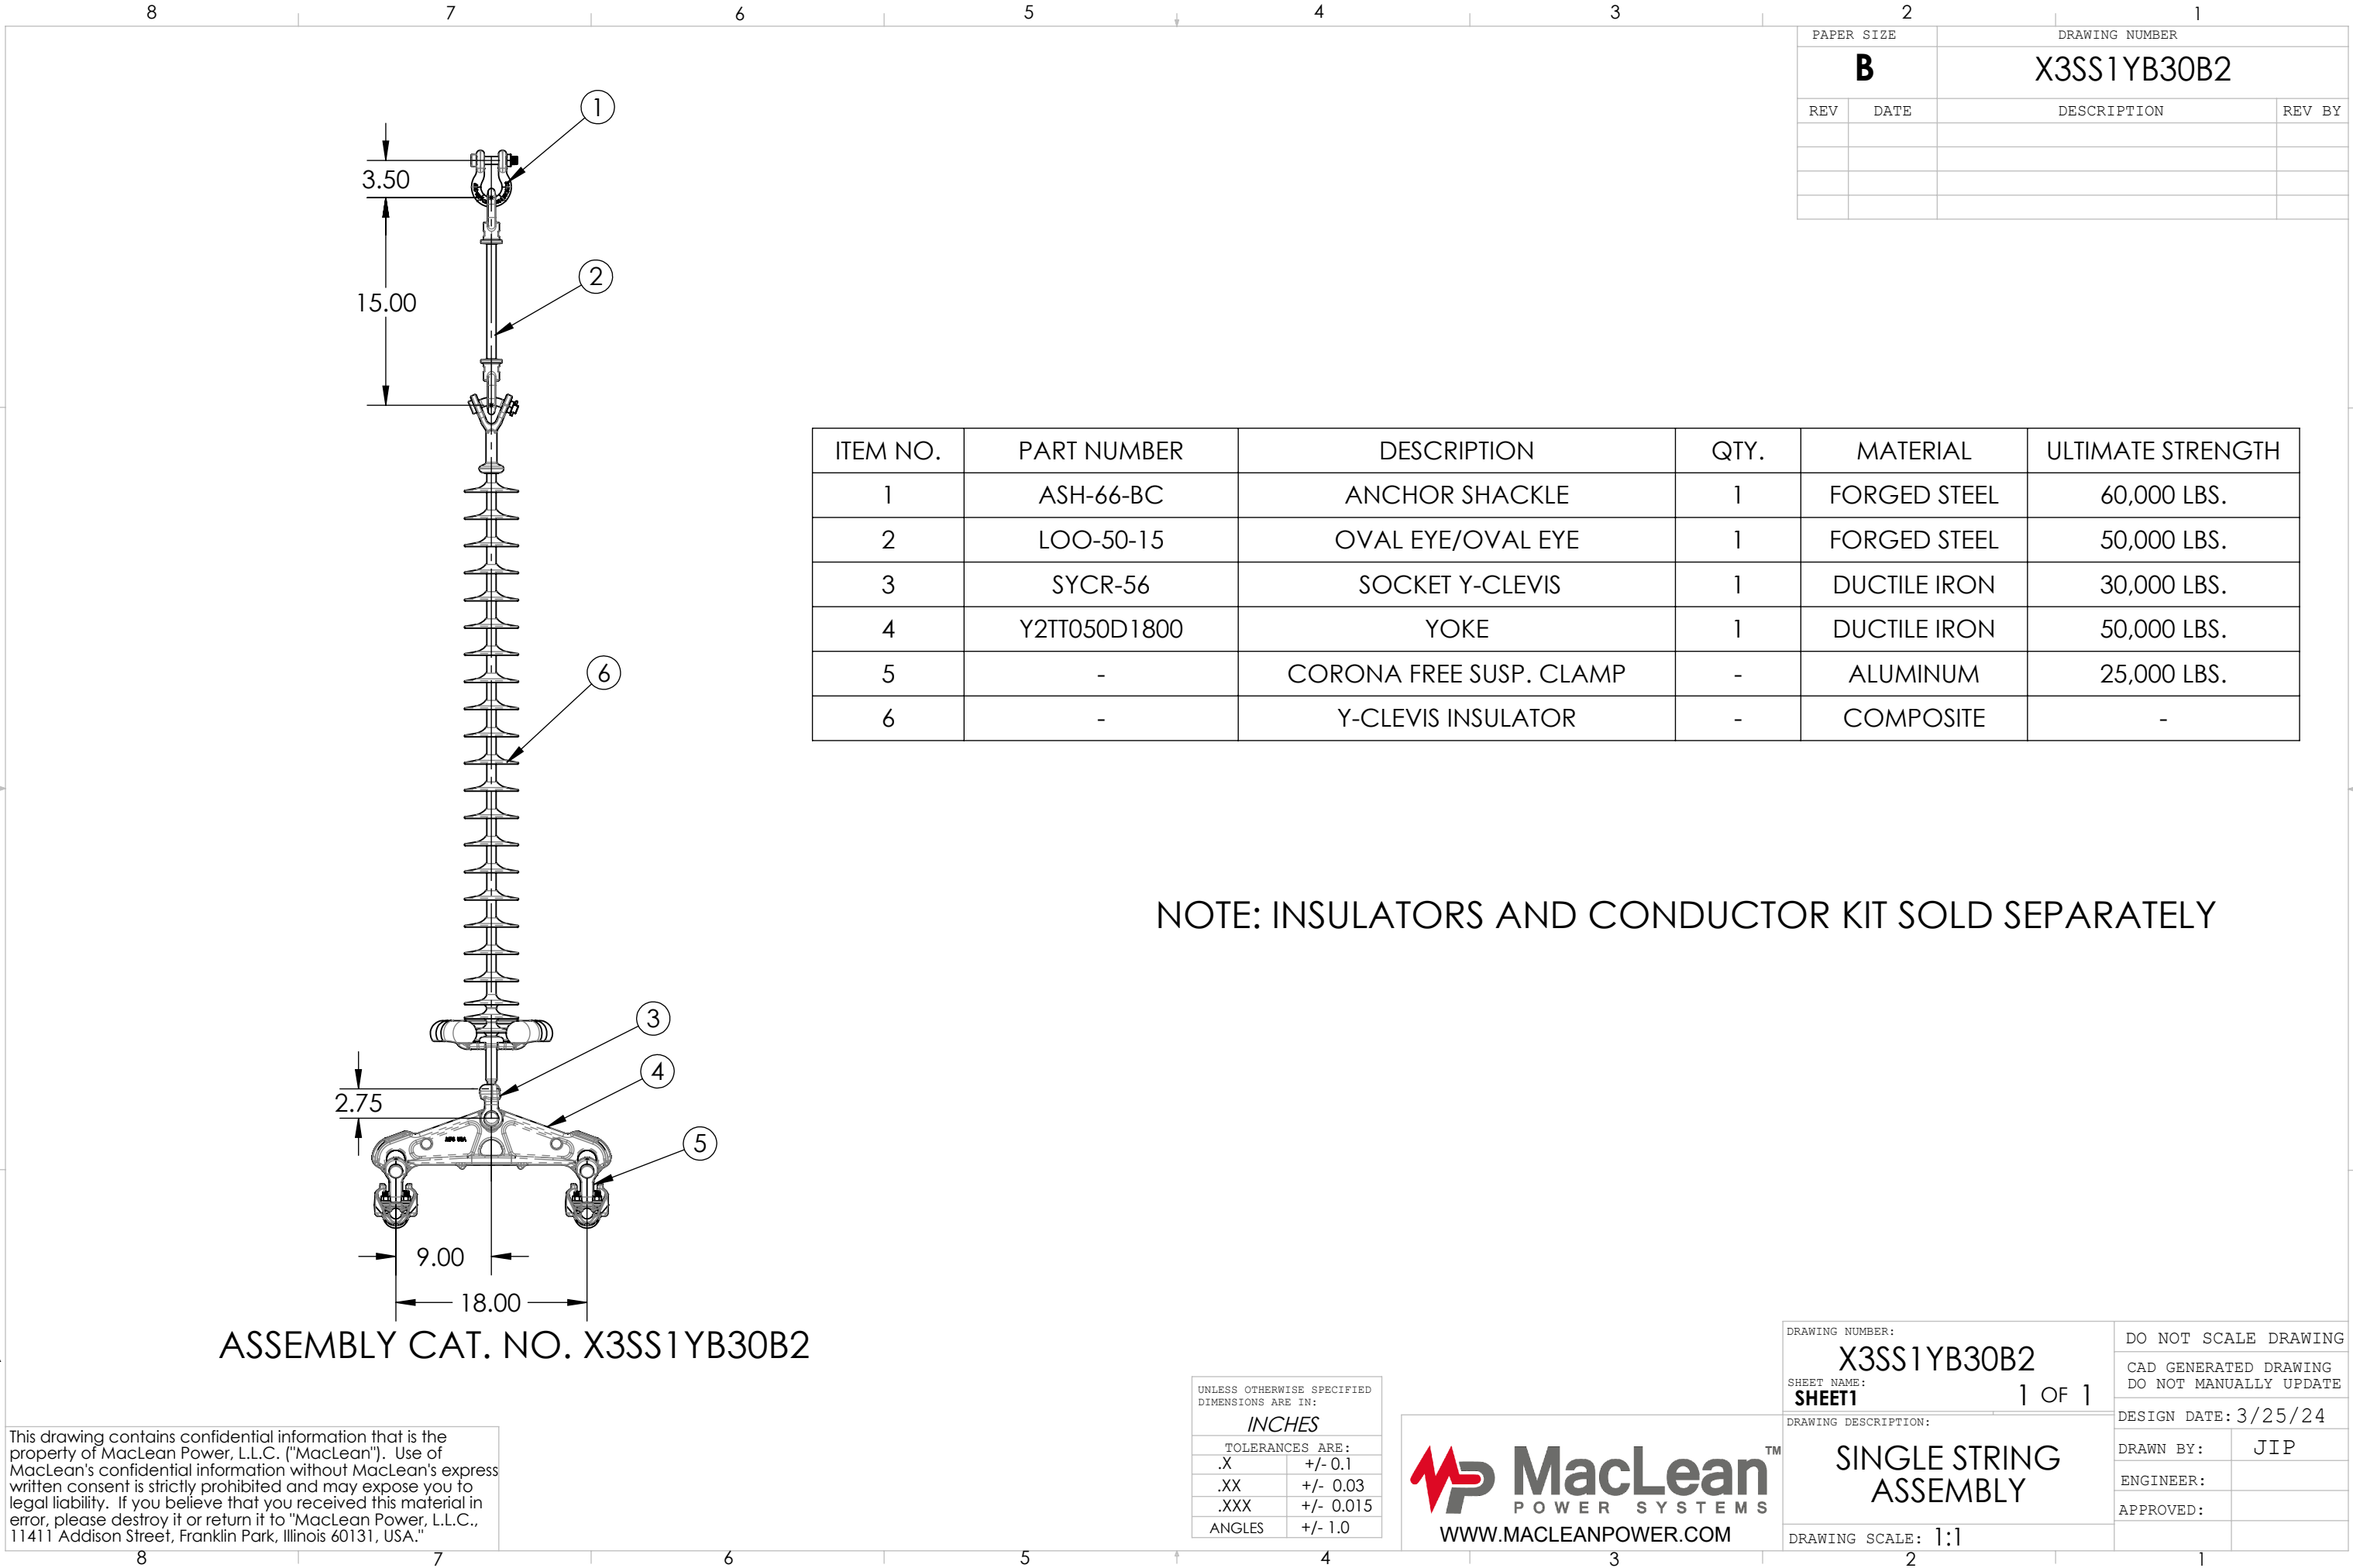 8 7 6 5 4 3 2 1
PAPER SIZE DRAWING NUMBER
B X3SS1YB30B2
REV DATE DESCRIPTION REV BY
1
3.50
2
15.00
6
3
4
2.75
5
9.00
18.00
ASSEMBLY CAT. NO. X3SS1YB30B2
ITEM NO. PART NUMBER DESCRIPTION QTY. MATERIAL ULTIMATE STRENGTH
1 ASH-66-BC ANCHOR SHACKLE 1 FORGED STEEL 60,000 LBS.
2 LOO-50-15 OVAL EYE/OVAL EYE 1 FORGED STEEL 50,000 LBS.
3 SYCR-56 SOCKET Y-CLEVIS 1 DUCTILE IRON 30,000 LBS.
4 Y2TT050D1800 YOKE 1 DUCTILE IRON 50,000 LBS.
5 - CORONA FREE SUSP. CLAMP - ALUMINUM 25,000 LBS.
6 - Y-CLEVIS INSULATOR - COMPOSITE -
NOTE: INSULATORS AND CONDUCTOR KIT SOLD SEPARATELY
This drawing contains confidential information that is the
property of MacLean Power, L.L.C. ("MacLean"). Use of
MacLean's confidential information without MacLean's express
written consent is strictly prohibited and may expose you to
legal liability. If you believe that you received this material in
error, please destroy it or return it to "MacLean Power, L.L.C.,
11411 Addison Street, Franklin Park, Illinois 60131, USA."
UNLESS OTHERWISE SPECIFIED
DIMENSIONS ARE IN:
INCHES
TOLERANCES ARE:
.X +/- 0.1
.XX +/- 0.03
.XXX +/- 0.015
ANGLES +/- 1.0
MacLean™
POWER SYSTEMS
WWW.MACLEANPOWER.COM
DRAWING NUMBER:
X3SS1YB30B2
SHEET NAME:
SHEET1 1 OF 1
DRAWING DESCRIPTION:
SINGLE STRING
ASSEMBLY
DRAWING SCALE: 1:1
DO NOT SCALE DRAWING
CAD GENERATED DRAWING
DO NOT MANUALLY UPDATE
DESIGN DATE: 3/25/24
DRAWN BY: JIP
ENGINEER:
APPROVED:
8 7 6 5 4 3 2 1